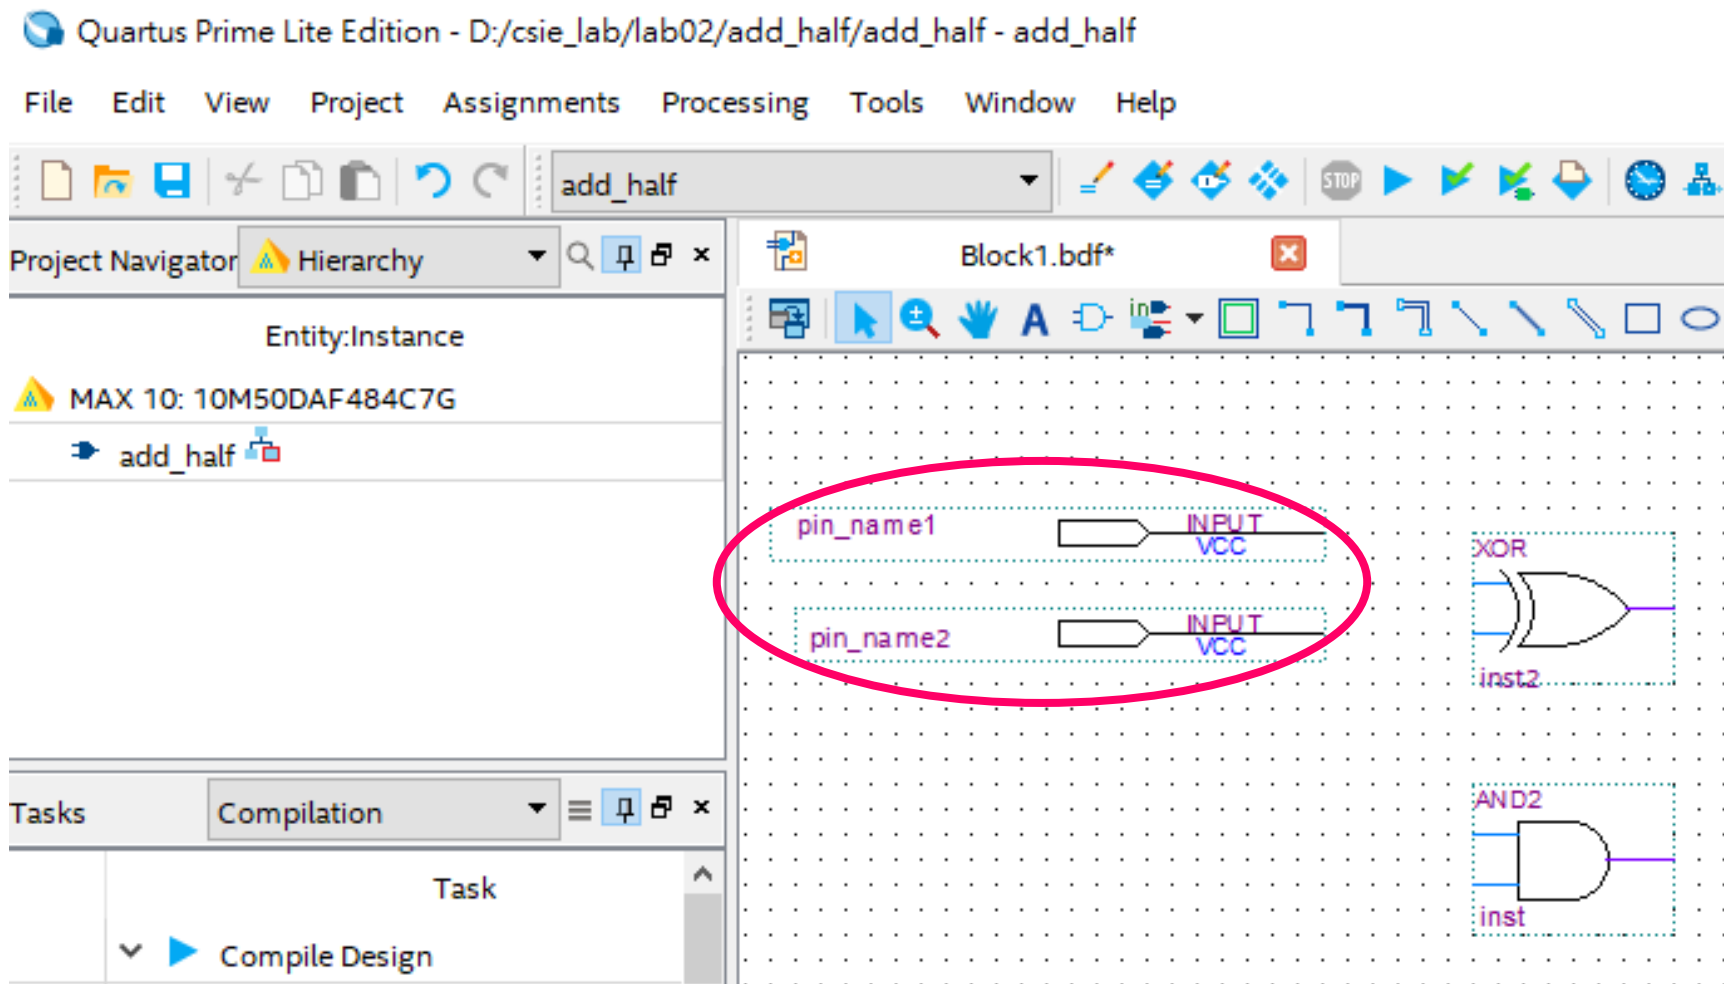 Quartus Prime Lite Edition - D:/csie_lab/lab02/add_half/add_half - add_half
File Edit View Project Assignments Processing Tools Window Help
add_half
STOP
Project Navigator Hierarchy
Block1.bdf*
Entity:Instance
MAX 10: 10M50DAF484C7G
add_half
pin_name1
INPUT
VCC
pin_name2
INPUT
VCC
XOR
inst2
AND2
inst
Tasks Compilation
Task
Compile Design